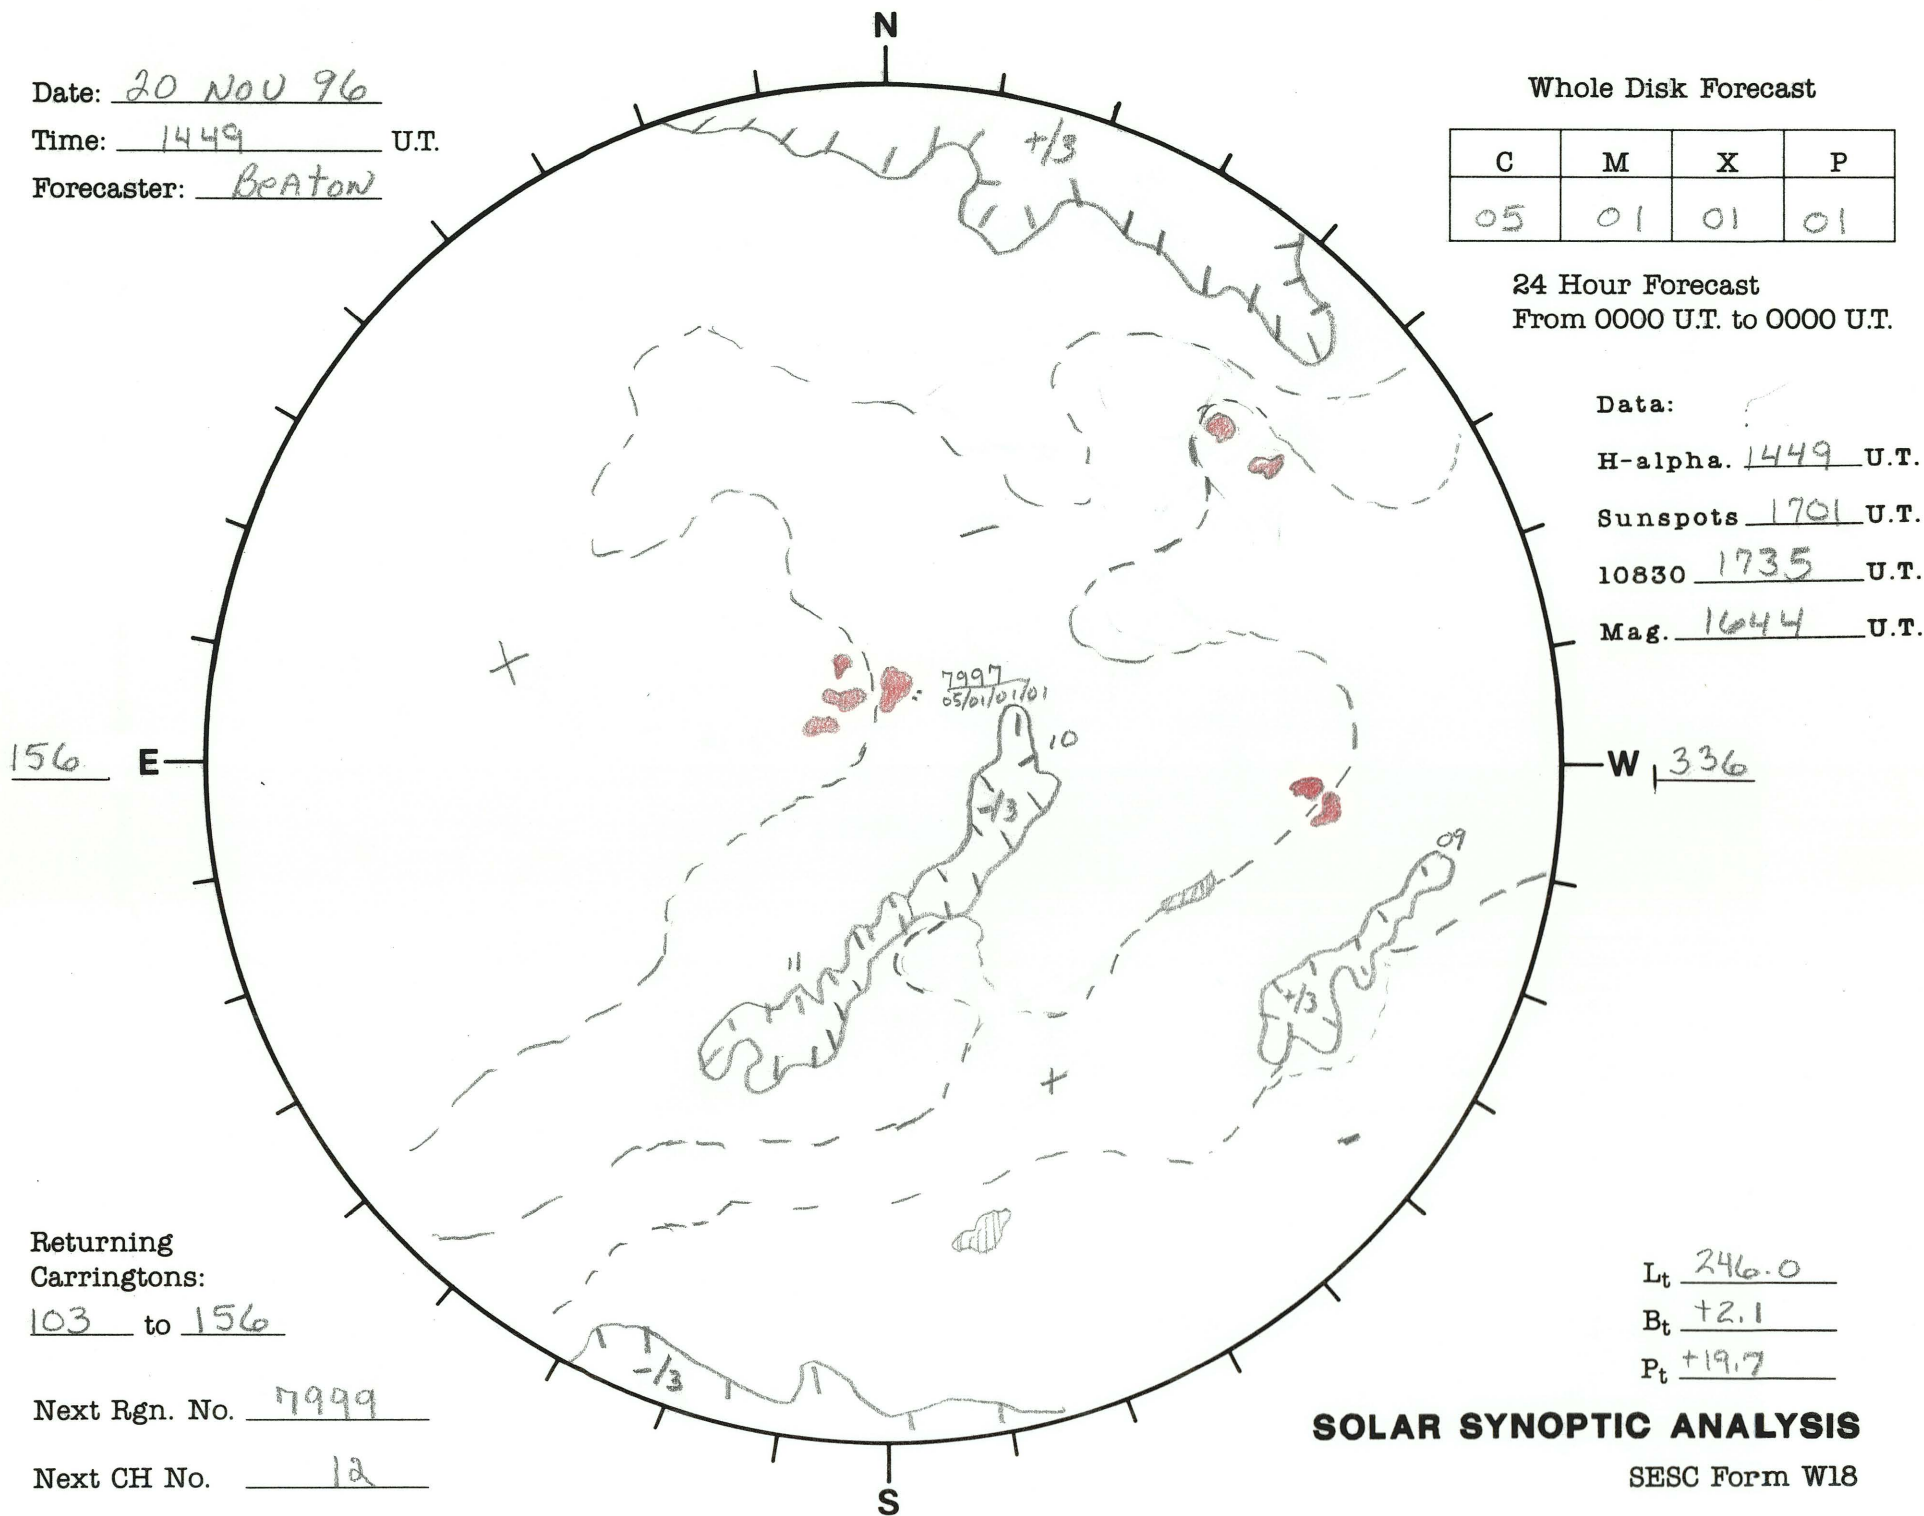 N
Date: 20 NOV 96
Time: 1449 U.T.
Forecaster: BEATON
Whole Disk Forecast
C M X P
05 01 01 01
24 Hour Forecast
From 0000 U.T. to 0000 U.T.
Data:
H-alpha. 1449 U.T.
Sunspots 1701 U.T.
10830 1735 U.T.
Mag. 1644 U.T.
+/3
7997
05/01/01/01
10
-/3
156 E
W 336
09
11
+/3
-/3
Returning
Carringtons:
103 to 156
Next Rgn. No. 7999
Next CH No. 12
S
Lt 246.0
Bt +2.1
Pt +19.7
SOLAR SYNOPTIC ANALYSIS
SESC Form W18